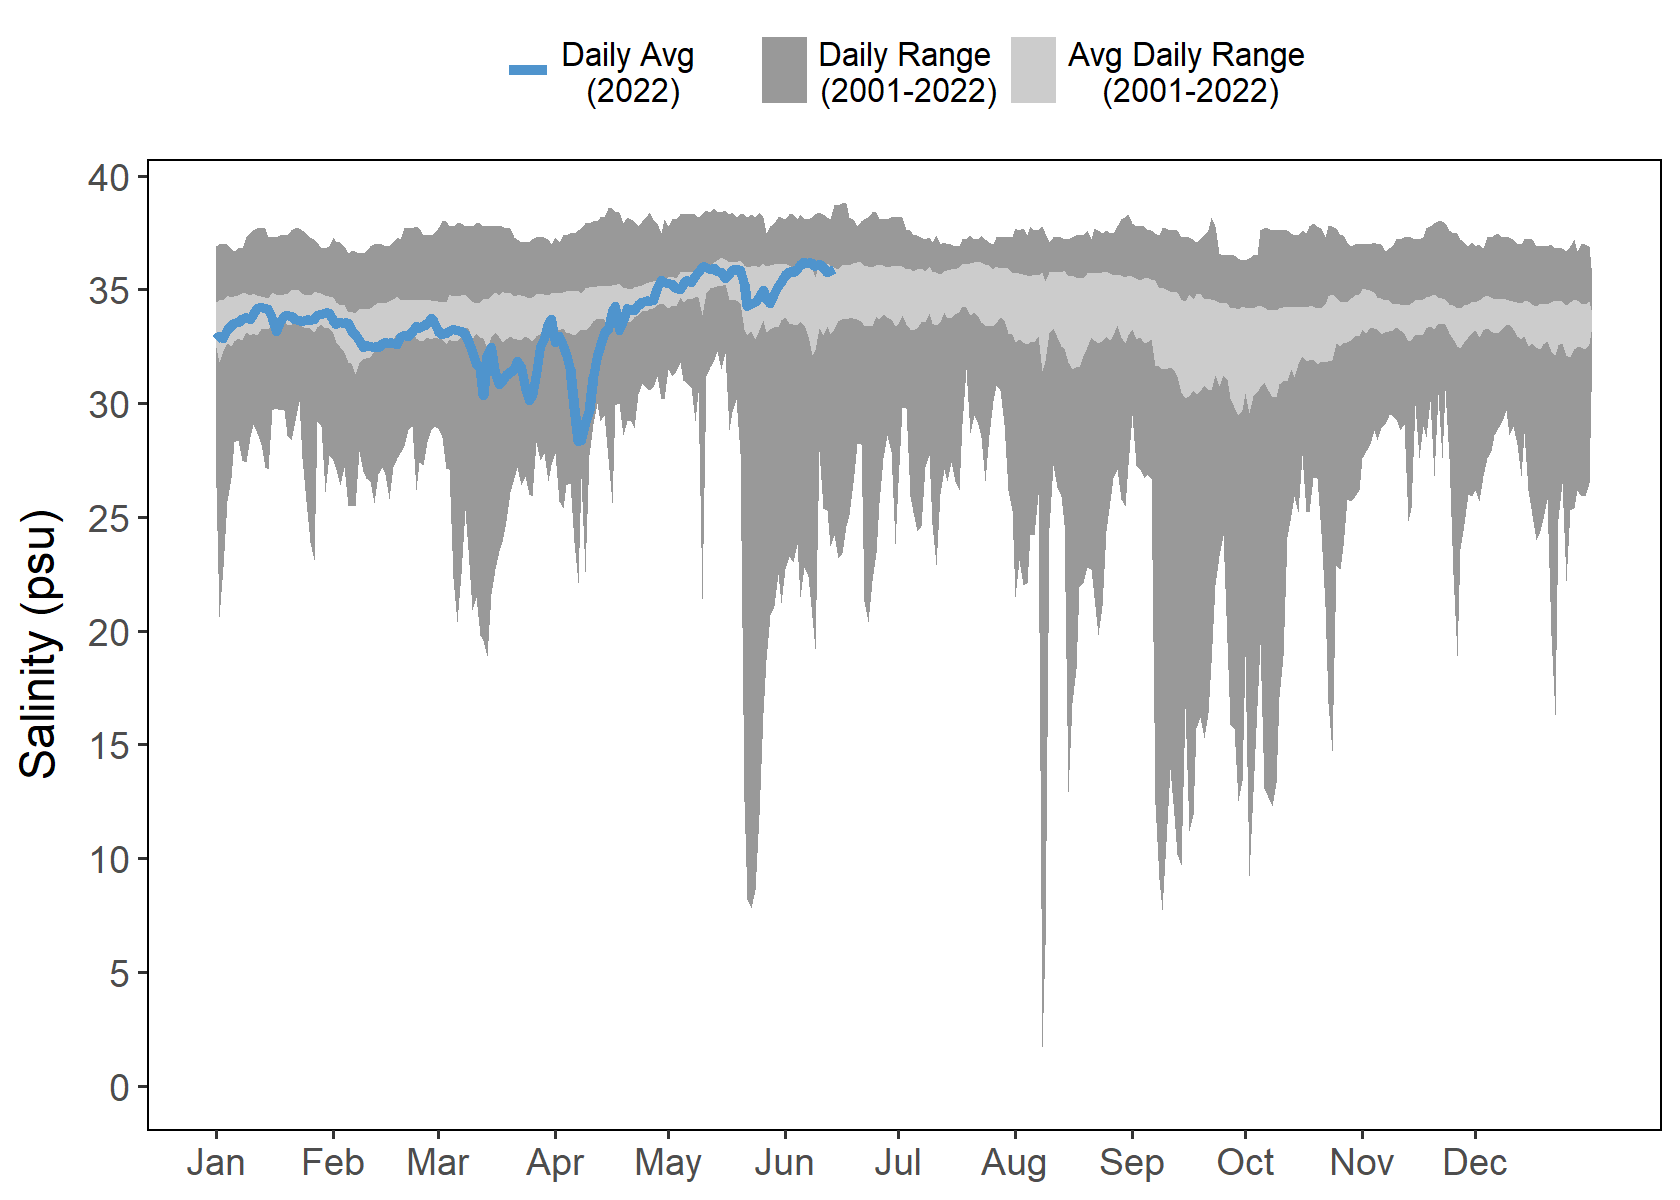 Daily Avg
(2022)
Daily Range
(2001-2022)
Avg Daily Range
(2001-2022)
Salinity (psu)
40
35
30
25
20
15
10
5
0
Jan Feb Mar Apr May Jun Jul Aug Sep Oct Nov Dec